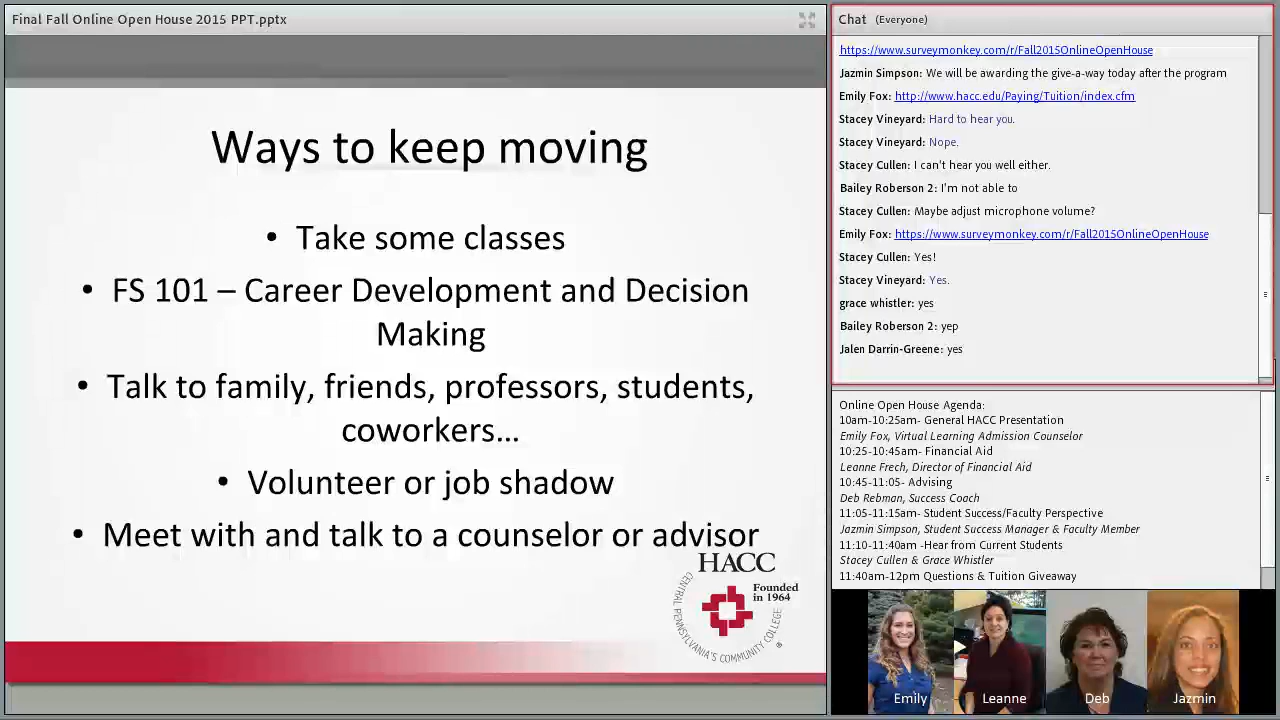 Final Fall Online Open House 2015 PPT.pptx
Ways to keep moving
• Take some classes
• FS 101 – Career Development and Decision
Making
• Talk to family, friends, professors, students,
coworkers…
• Volunteer or job shadow
• Meet with and talk to a counselor or advisor
HACC
Founded
in 1964
CENTRAL PENNSYLVANIA'S COMMUNITY COLLEGE
®
Chat (Everyone)
https://www.surveymonkey.com/r/Fall2015OnlineOpenHouse
Jazmin Simpson: We will be awarding the give-a-way today after the program
Emily Fox: http://www.hacc.edu/Paying/Tuition/index.cfm
Stacey Vineyard: Hard to hear you.
Stacey Vineyard: Nope.
Stacey Cullen: I can't hear you well either.
Bailey Roberson 2: I'm not able to
Stacey Cullen: Maybe adjust microphone volume?
Emily Fox: https://www.surveymonkey.com/r/Fall2015OnlineOpenHouse
Stacey Cullen: Yes!
Stacey Vineyard: Yes.
grace whistler: yes
Bailey Roberson 2: yep
Jalen Darrin-Greene: yes
Online Open House Agenda:
10am-10:25am- General HACC Presentation
Emily Fox, Virtual Learning Admission Counselor
10:25-10:45am- Financial Aid
Leanne Frech, Director of Financial Aid
10:45-11:05- Advising
Deb Rebman, Success Coach
11:05-11:15am- Student Success/Faculty Perspective
Jazmin Simpson, Student Success Manager & Faculty Member
11:10-11:40am -Hear from Current Students
Stacey Cullen & Grace Whistler
11:40am-12pm Questions & Tuition Giveaway
Emily
Leanne
Deb
Jazmin